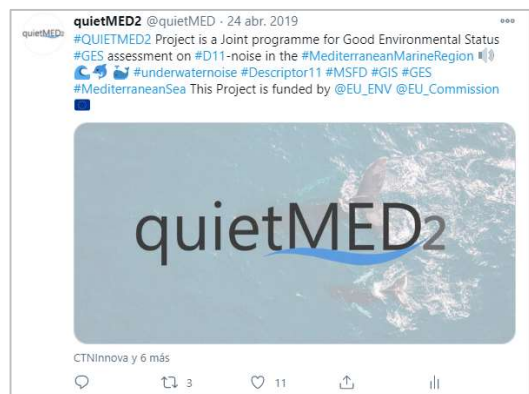 quietMED2
quietMED2 @quietMED · 24 abr. 2019
#QUIETMED2 Project is a Joint programme for Good Environmental Status
#GES assessment on #D11-noise in the #MediterraneanMarineRegion 🔊
🌊🐬🐳 #underwaternoise #Descriptor11 #MSFD #GIS #GES
#MediterraneanSea This Project is funded by @EU_ENV @EU_Commission
🇪🇺
quietMED2
CTNInnova y 6 más
3 11